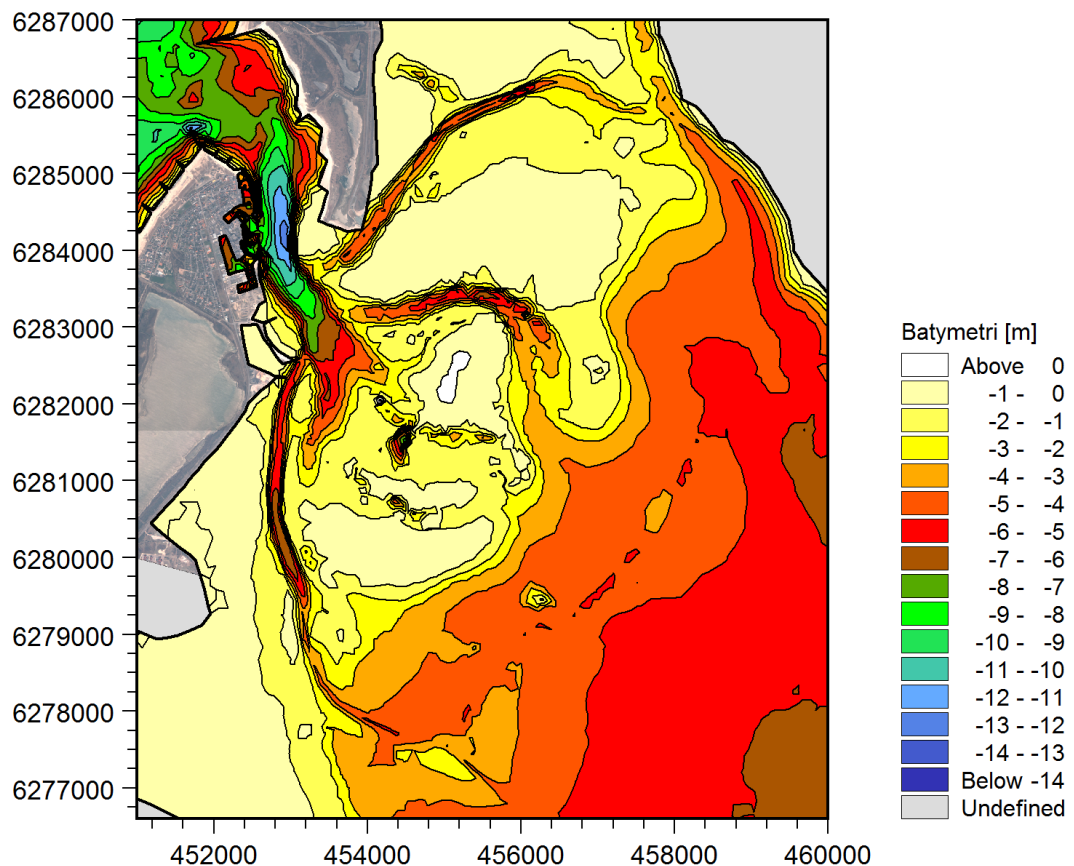 6287000
6286000
6285000
6284000
6283000
6282000
6281000
6280000
6279000
6278000
6277000
452000 454000 456000 458000 460000
Batymetri [m]
Above 0
-1 - 0
-2 - -1
-3 - -2
-4 - -3
-5 - -4
-6 - -5
-7 - -6
-8 - -7
-9 - -8
-10 - -9
-11 - -10
-12 - -11
-13 - -12
-14 - -13
Below -14
Undefined